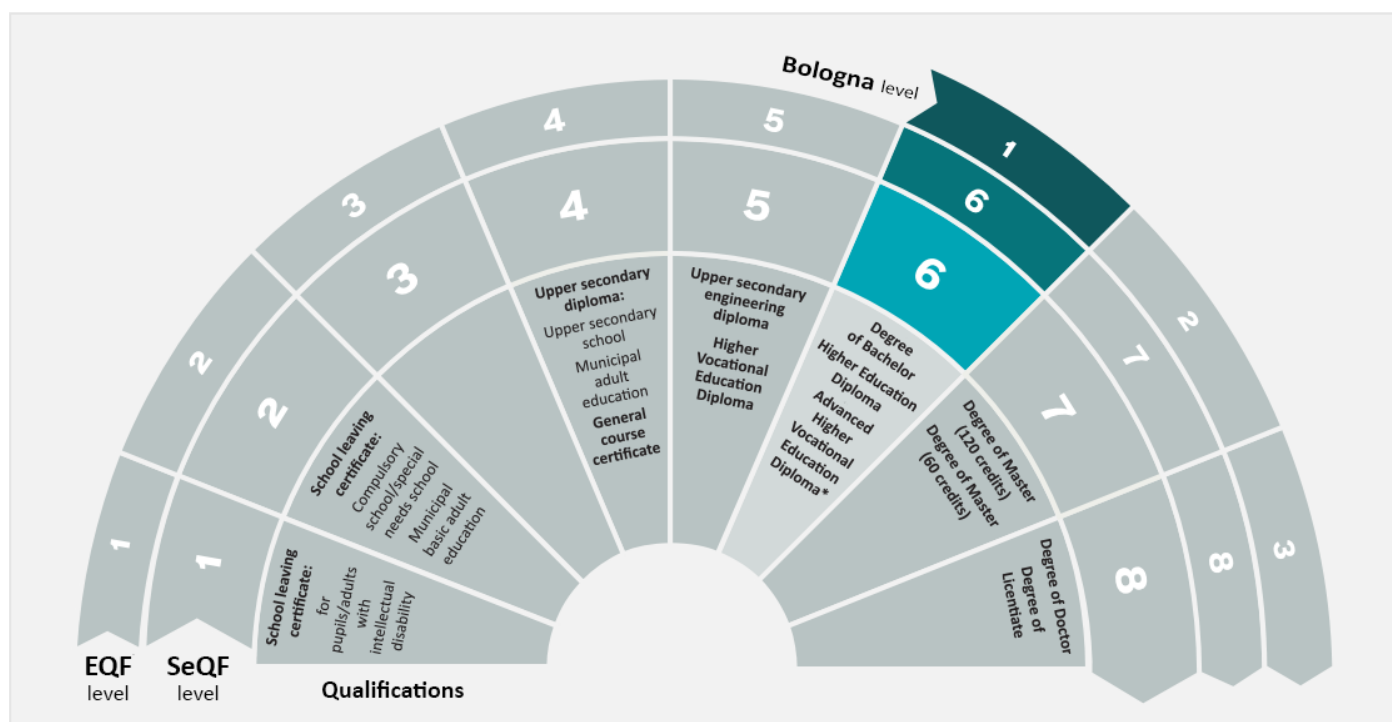 Bologna level
1
2
3
1
2
3
4
5
6
7
8
1
2
3
4
5
6
7
8
School leaving
certificate:
for
pupils/adults
with
intellectual
disability
School leaving
certificate:
Compulsory
school/special
needs school
Municipal
basic adult
education
Upper secondary
diploma:
Upper secondary
school
Municipal
adult
education
General
course
certificate
Upper secondary
engineering
diploma
Higher
Vocational
Education
Diploma
Degree
of Bachelor
Higher Education
Diploma
Advanced
Higher
Vocational
Education
Diploma*
Degree of Master
(120 credits)
Degree of Master
(60 credits)
Degree of Doctor
Degree of
Licentiate
EQF
level
SeQF
level
Qualifications